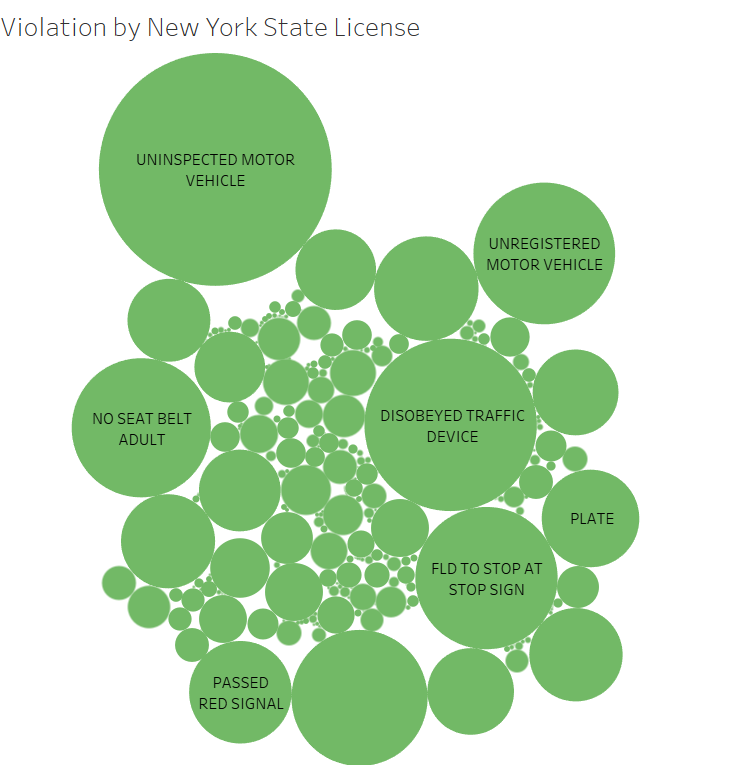 Violation by New York State License
UNINSPECTED MOTOR
VEHICLE
UNREGISTERED
MOTOR VEHICLE
NO SEAT BELT
ADULT
DISOBEYED TRAFFIC
DEVICE
PLATE
FLD TO STOP AT
STOP SIGN
PASSED
RED SIGNAL